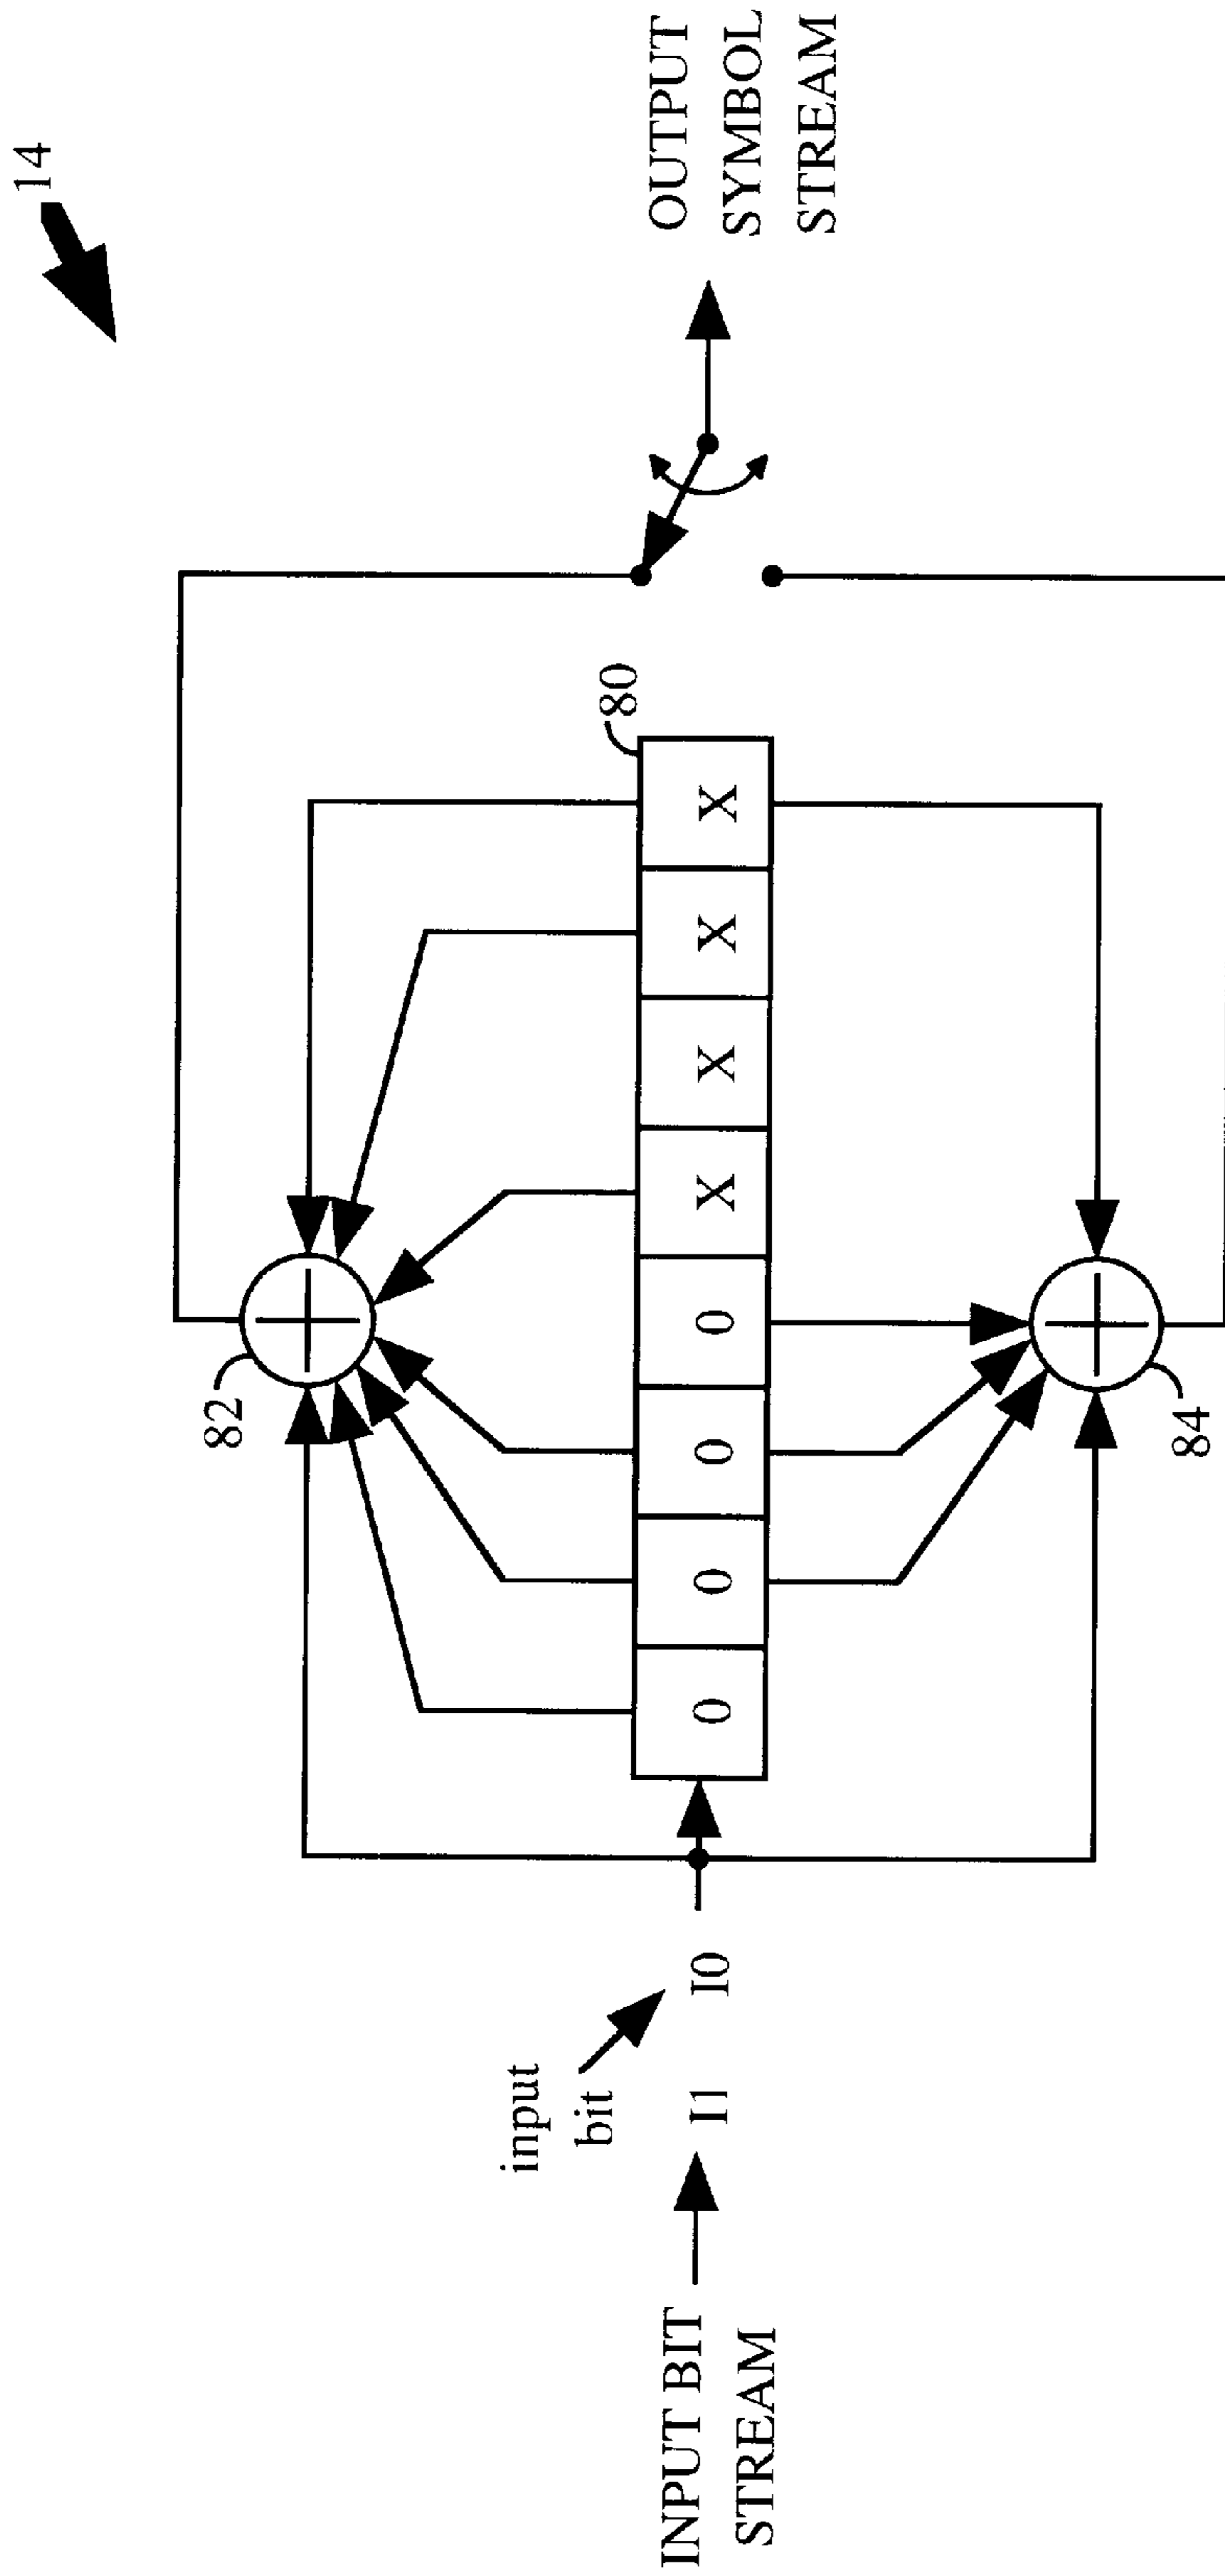 14
82
80
OUTPUT
SYMBOL
STREAM
INPUT BIT
STREAM
input
bit
I1 I0
0 0 0 0 X X X X
84